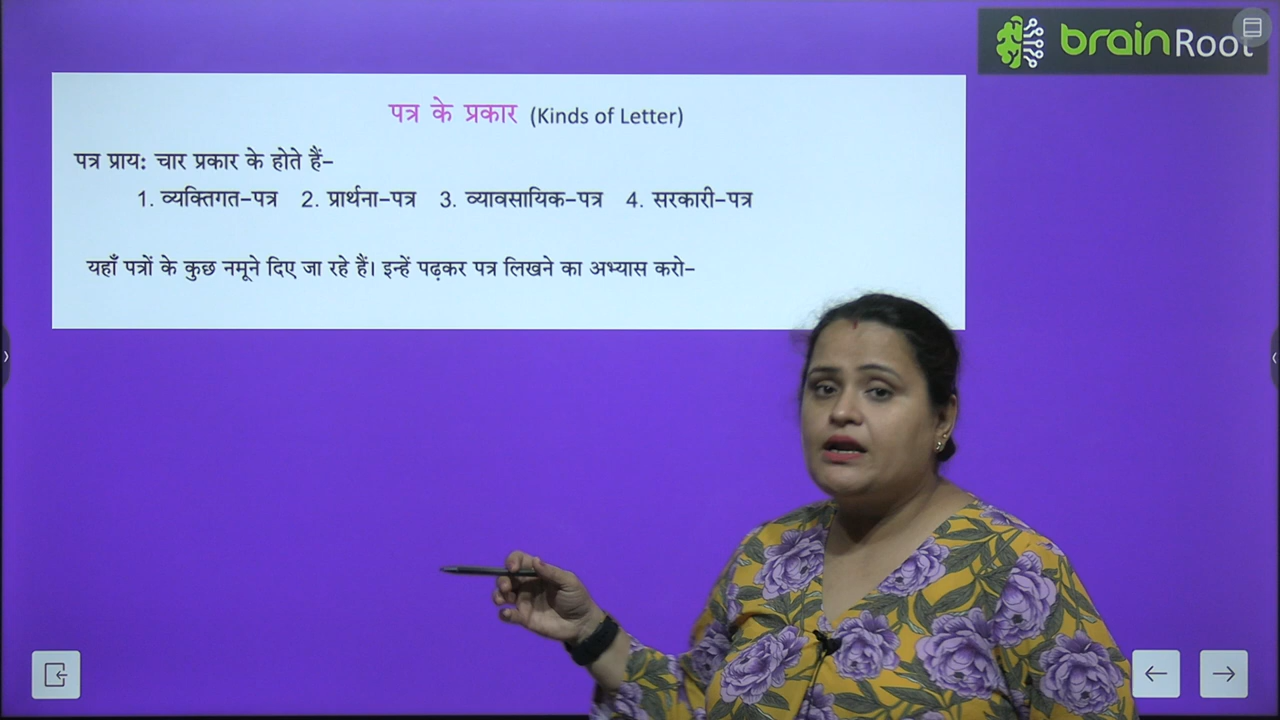 brainRoot
पत्र के प्रकार (Kinds of Letter)
पत्र प्राय: चार प्रकार के होते हैं-
1. व्यक्तिगत-पत्र 2. प्रार्थना-पत्र 3. व्यावसायिक-पत्र 4. सरकारी-पत्र
यहाँ पत्रों के कुछ नमूने दिए जा रहे हैं। इन्हें पढ़कर पत्र लिखने का अभ्यास करो-